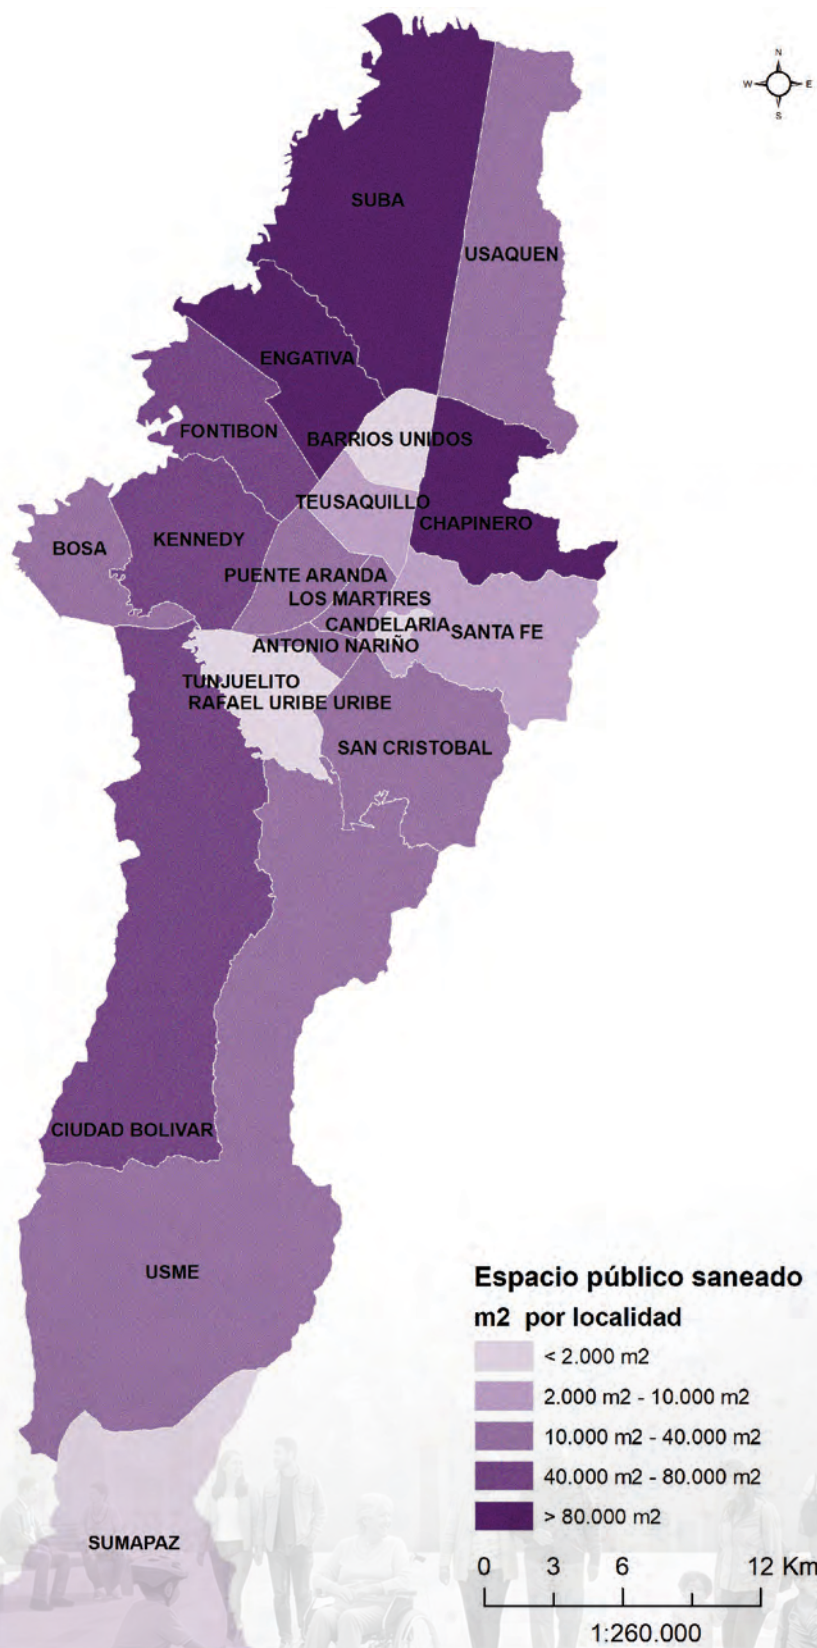 N
W E
S
SUBA
USAQUEN
ENGATIVA
FONTIBON
BARRIOS UNIDOS
TEUSAQUILLO
CHAPINERO
KENNEDY
BOSA
PUENTE ARANDA
LOS MARTIRES
CANDELARIA
SANTA FE
ANTONIO NARIÑO
TUNJUELITO
RAFAEL URIBE URIBE
SAN CRISTOBAL
CIUDAD BOLIVAR
USME
SUMAPAZ
Espacio público saneado
m2 por localidad
< 2.000 m2
2.000 m2 - 10.000 m2
10.000 m2 - 40.000 m2
40.000 m2 - 80.000 m2
> 80.000 m2
0 3 6 12 Km
1:260.000